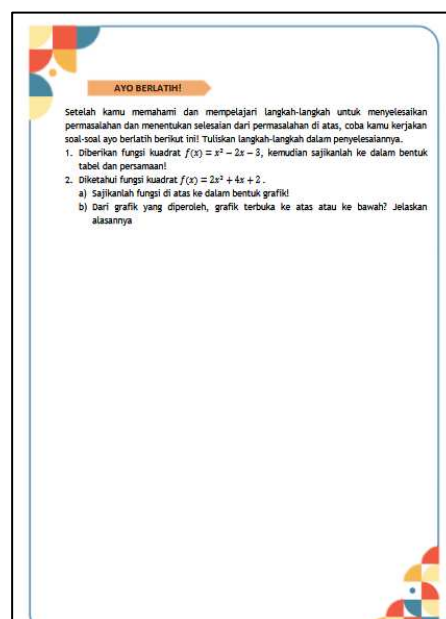 AYO BERLATIH!
Setelah kamu memahami dan mempelajari langkah-langkah untuk menyelesaikan
permasalahan dan menentukan selesaian dari permasalahan di atas, coba kamu kerjakan
soal-soal ayo berlatih berikut ini! Tuliskan langkah-langkah dalam penyelesaiannya.
1. Diberikan fungsi kuadrat f(x) = x² − 2x − 3, kemudian sajikanlah ke dalam bentuk
tabel dan persamaan!
2. Diketahui fungsi kuadrat f(x) = 2x² + 4x + 2 .
a) Sajikanlah fungsi di atas ke dalam bentuk grafik!
b) Dari grafik yang diperoleh, grafik terbuka ke atas atau ke bawah? Jelaskan
alasannya